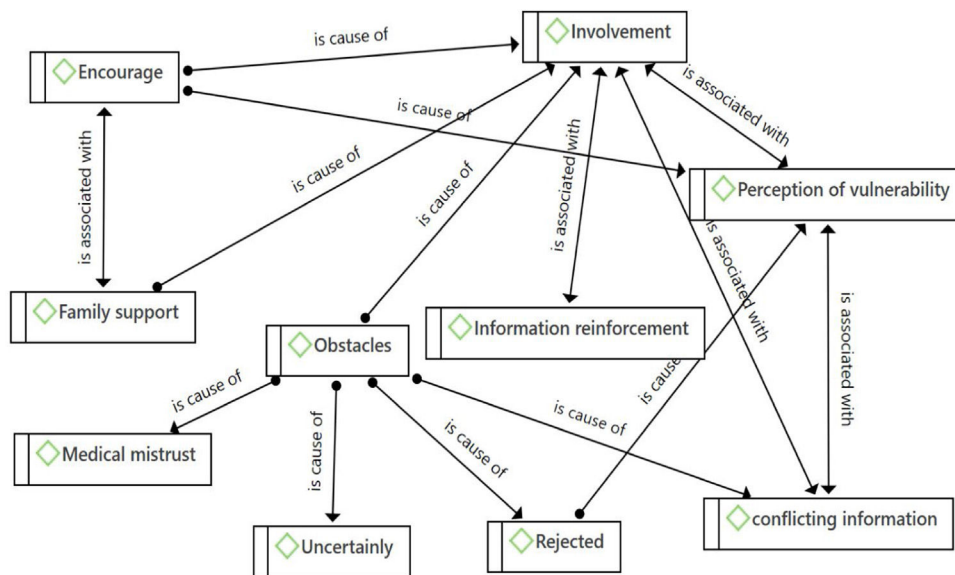 Involvement
is cause of
Encourage
is associated with
is cause of
Perception of vulnerability
is associated with
is cause of
is cause of
is associated with
is associated with
is associated with
Family support
Information reinforcement
Obstacles
is cause
is cause of
is cause of
is cause of
is cause of
Medical mistrust
conflicting information
Uncertainly
Rejected